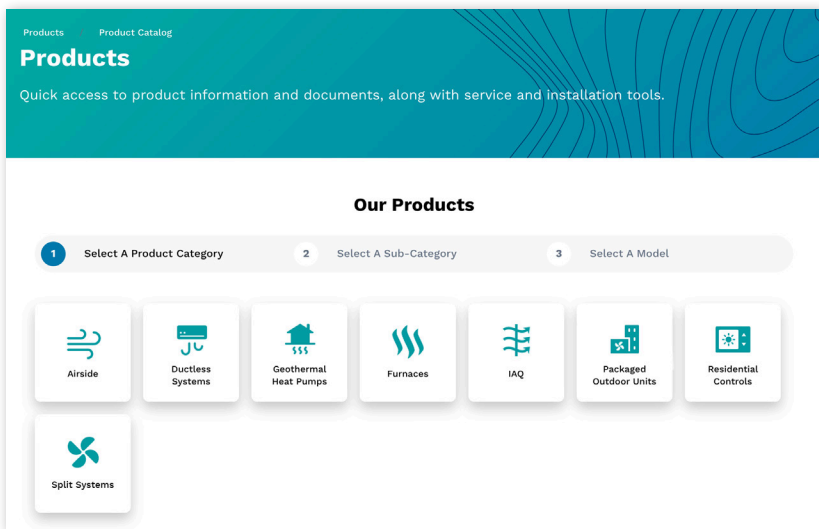 Products Product Catalog
Products
Quick access to product information and documents, along with service and installation tools.
Our Products
1 Select A Product Category 2 Select A Sub-Category 3 Select A Model
Airside
Ductless
Systems
Geothermal
Heat Pumps
Furnaces
IAQ
Packaged
Outdoor Units
Residential
Controls
Split Systems